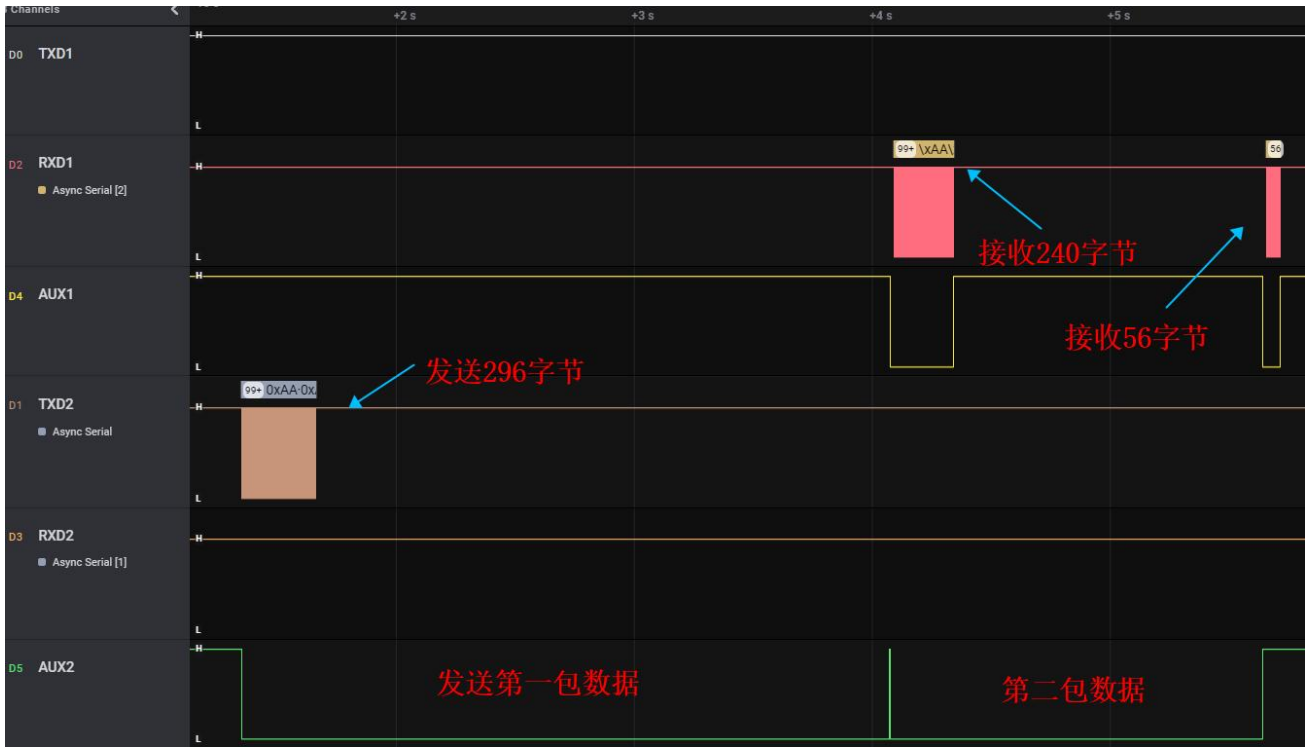 Channels
+2 s
+3 s
+4 s
+5 s
D0 TXD1
H
L
D2 RXD1
Async Serial [2]
H
L
99+ \xAA\
56
接收240字节
接收56字节
D4 AUX1
H
L
发送296字节
D1 TXD2
Async Serial
H
L
99+ 0xAA·0x
D3 RXD2
Async Serial [1]
H
L
D5 AUX2
H
L
发送第一包数据
第二包数据